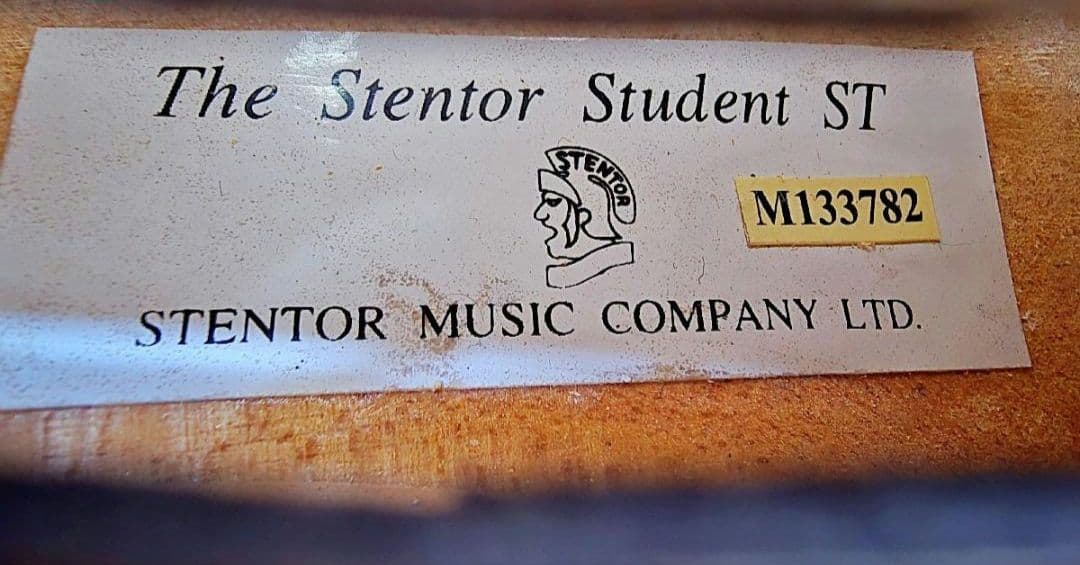 The Stentor Student ST
STENTOR
M133782
STENTOR MUSIC COMPANY LTD.